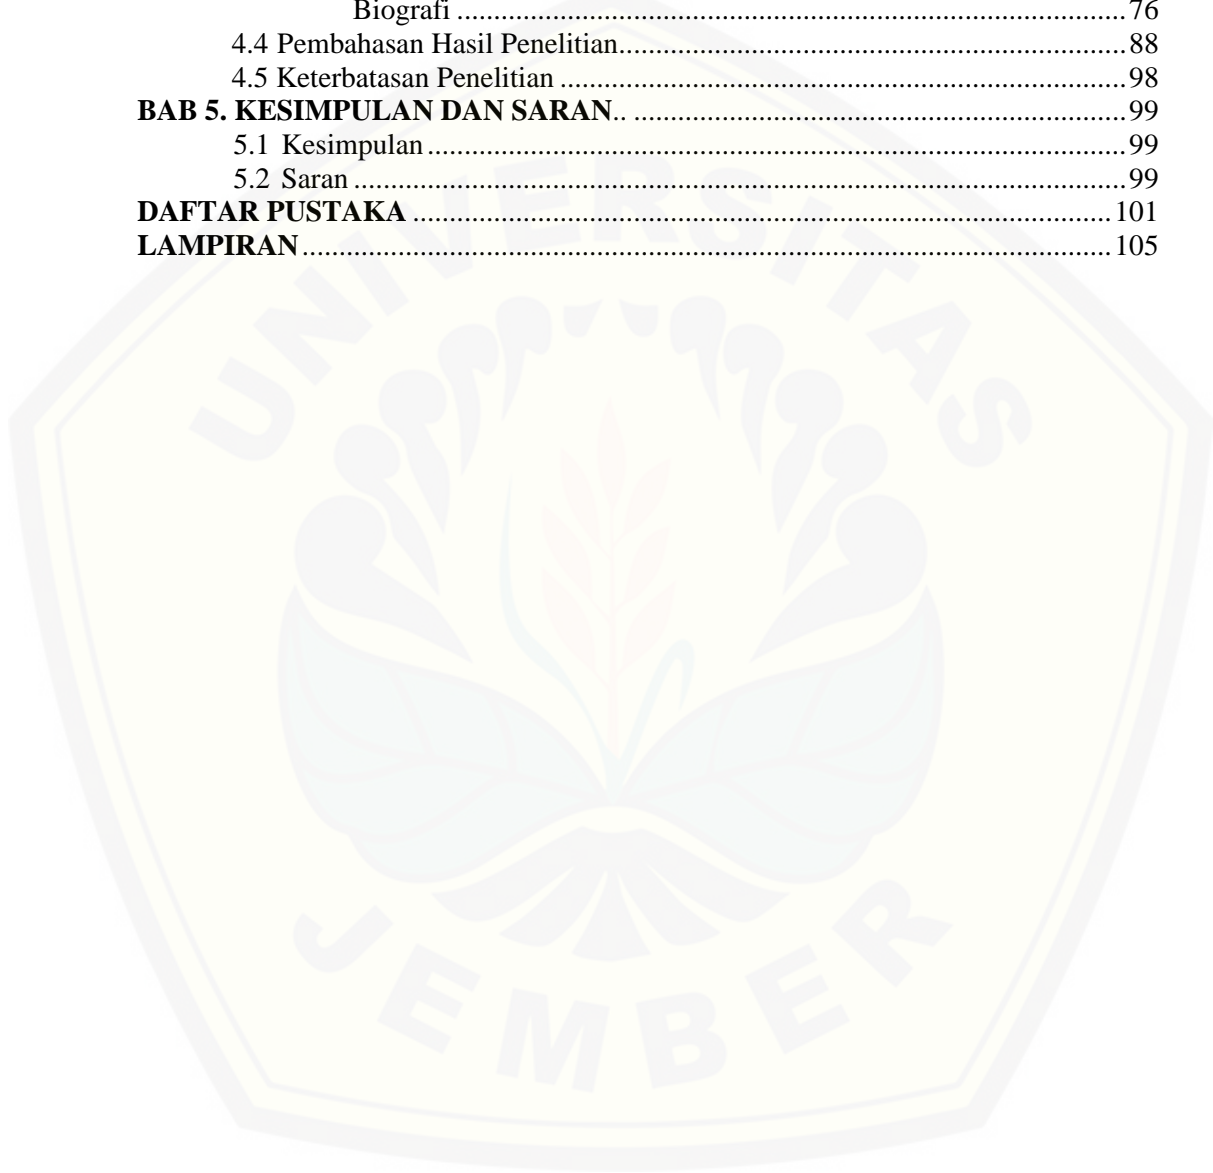 Biografi ........................................................................................... 76
4.4 Pembahasan Hasil Penelitian..................................................................... 88
4.5 Keterbatasan Penelitian ............................................................................. 98
BAB 5. KESIMPULAN DAN SARAN.. ................................................................... 99
5.1 Kesimpulan ............................................................................................... 99
5.2 Saran ......................................................................................................... 99
DAFTAR PUSTAKA ............................................................................................... 101
LAMPIRAN .............................................................................................................. 105
UNIVERSITAS
JEMBER